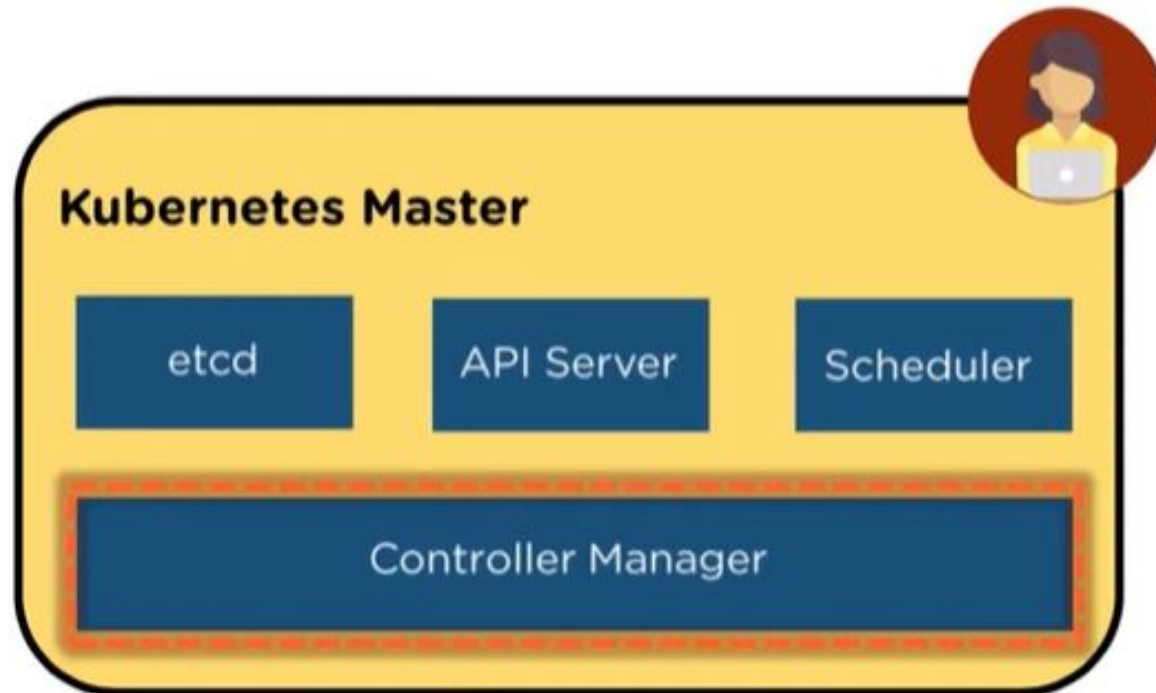 Kubernetes Master
etcd
API Server
Scheduler
Controller Manager